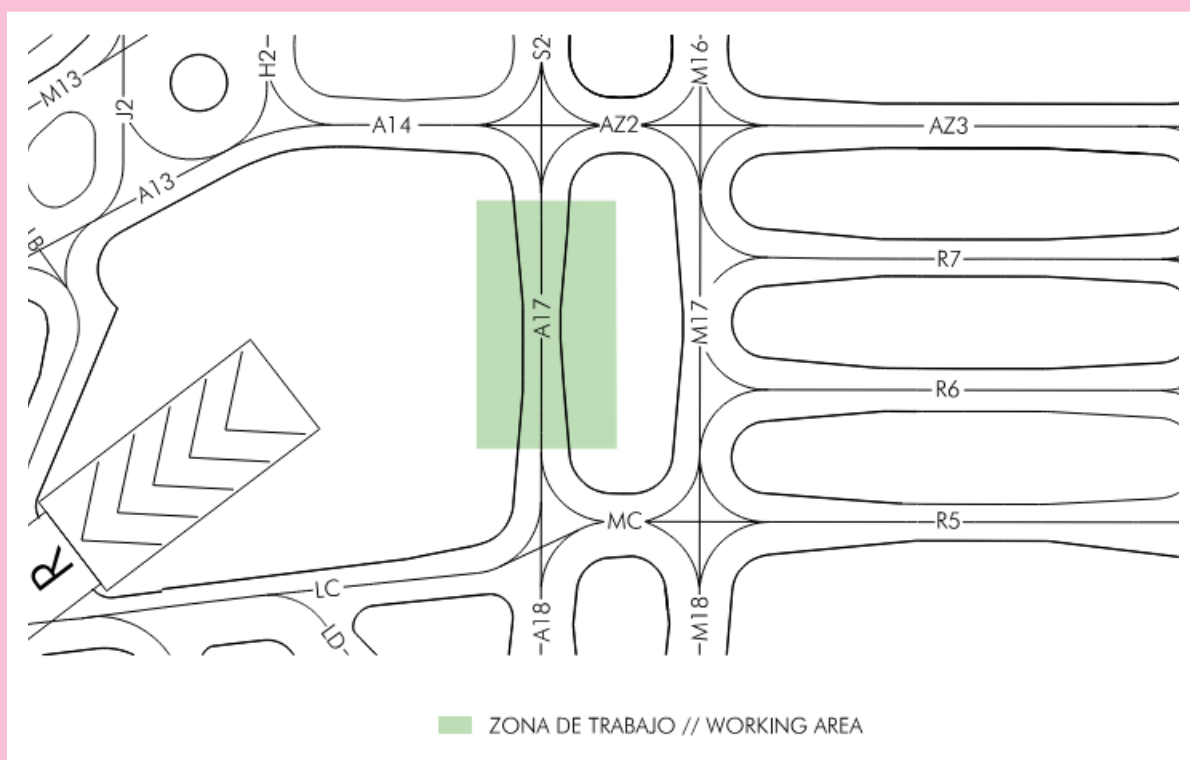 S2
M16
H2
M13
J2
A14
AZ2
AZ3
A13
R7
A17
M17
R6
MC
R5
R
LC
A18
M18
LD
ZONA DE TRABAJO // WORKING AREA